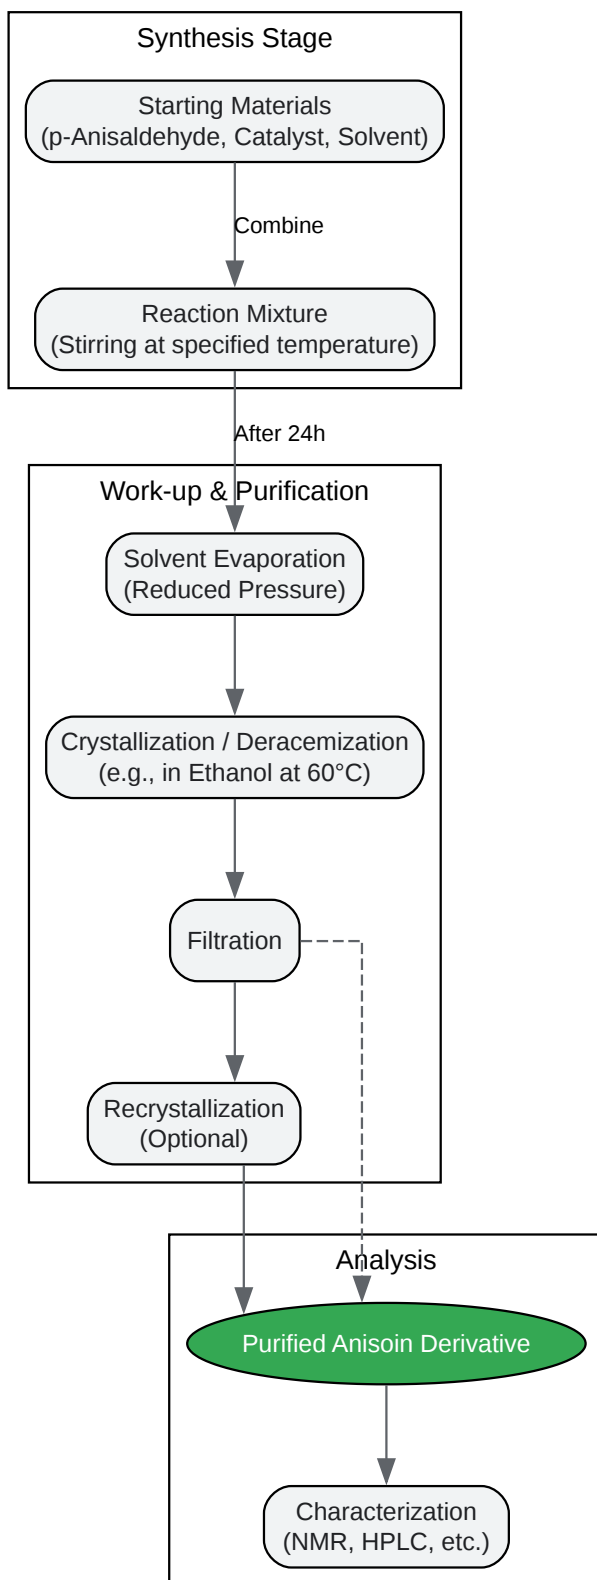 Synthesis Stage
Starting Materials
(p-Anisaldehyde, Catalyst, Solvent)
Combine
Reaction Mixture
(Stirring at specified temperature)
After 24h
Work-up & Purification
Solvent Evaporation
(Reduced Pressure)
Crystallization / Deracemization
(e.g., in Ethanol at 60°C)
Filtration
Recrystallization
(Optional)
Analysis
Purified Anisoin Derivative
Characterization
(NMR, HPLC, etc.)